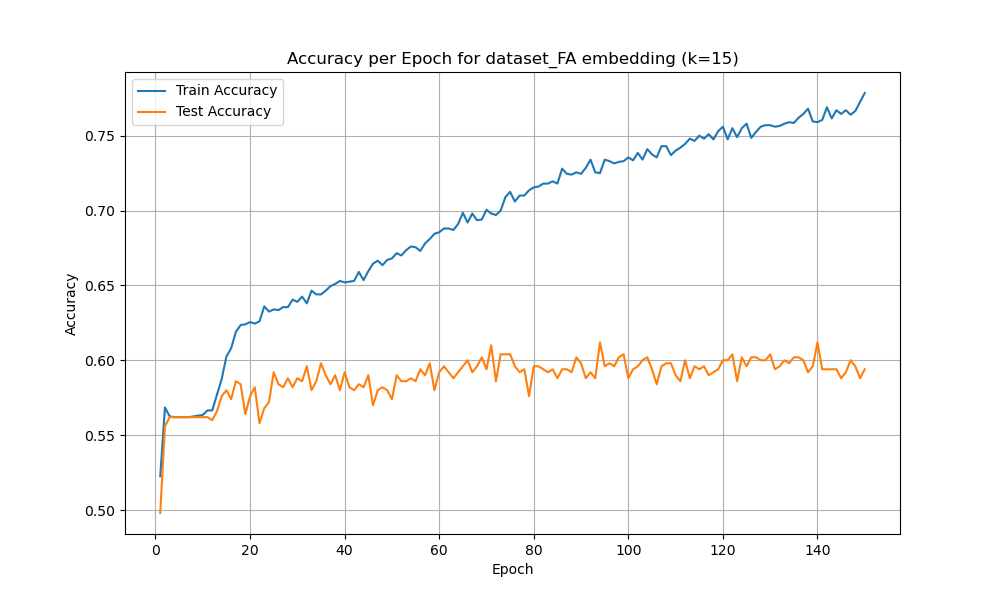 Accuracy per Epoch for dataset_FA embedding (k=15)
Train Accuracy
Test Accuracy
Accuracy
0.75
0.70
0.65
0.60
0.55
0.50
0 20 40 60 80 100 120 140
Epoch